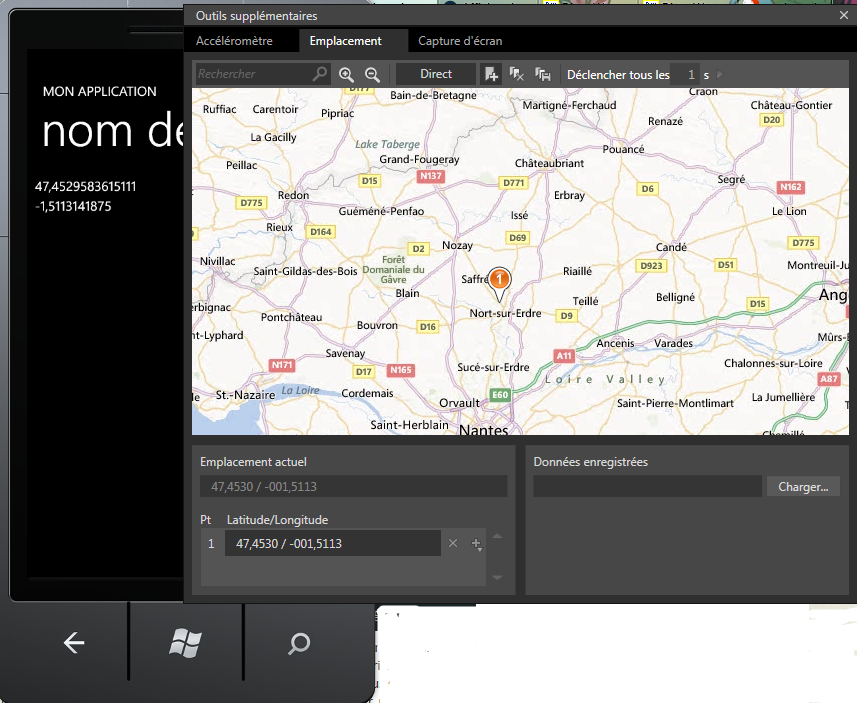 Outils supplémentaires
Accéléromètre Emplacement Capture d'écran
Rechercher Direct Déclencher tous les 1 s
MON APPLICATION
nom de
47,4529583615111
-1,5113141875
D177 Bain-de-Bretagne Craon
Ruffiac Carentoir Pipriac Martigné-Ferchaud Château-Gontier
Renazé D20
La Gacilly Lake Taberge Pouancé
Peillac Grand-Fougeray Châteaubriant
N137 D15 D771 Segré
D6 N162
D775 Redon Erbray
Guéméné-Penfao Issé Le Lion
Rieux D164 D69
D2 Nozay Candé D775
Nivillac Forêt Domaniale du Gâvre
Saint-Gildas-des-Bois Saffré 1 Riaillé D923 D51 Montreuil-Ju
Blain Belligné Ang
erbignac Teillé D15
Pontchâteau Nort-sur-Erdre D9
nt-Lyphard Bouvron D16 Ancenis Varades Mûrs-
Savenay A11
N171 D17 N165 Sucé-sur-Erdre Chalonnes-sur-Loire
Loire Valley A87
le St.-Nazaire La Loire Cordemais E60
Orvault Saint-Pierre-Montlimart La Jumellière
Saint-Herblain Nantes Chemillé
Emplacement actuel
47,4530 / -001,5113
Pt Latitude/Longitude
1 47,4530 / -001,5113
Données enregistrées
Charger...